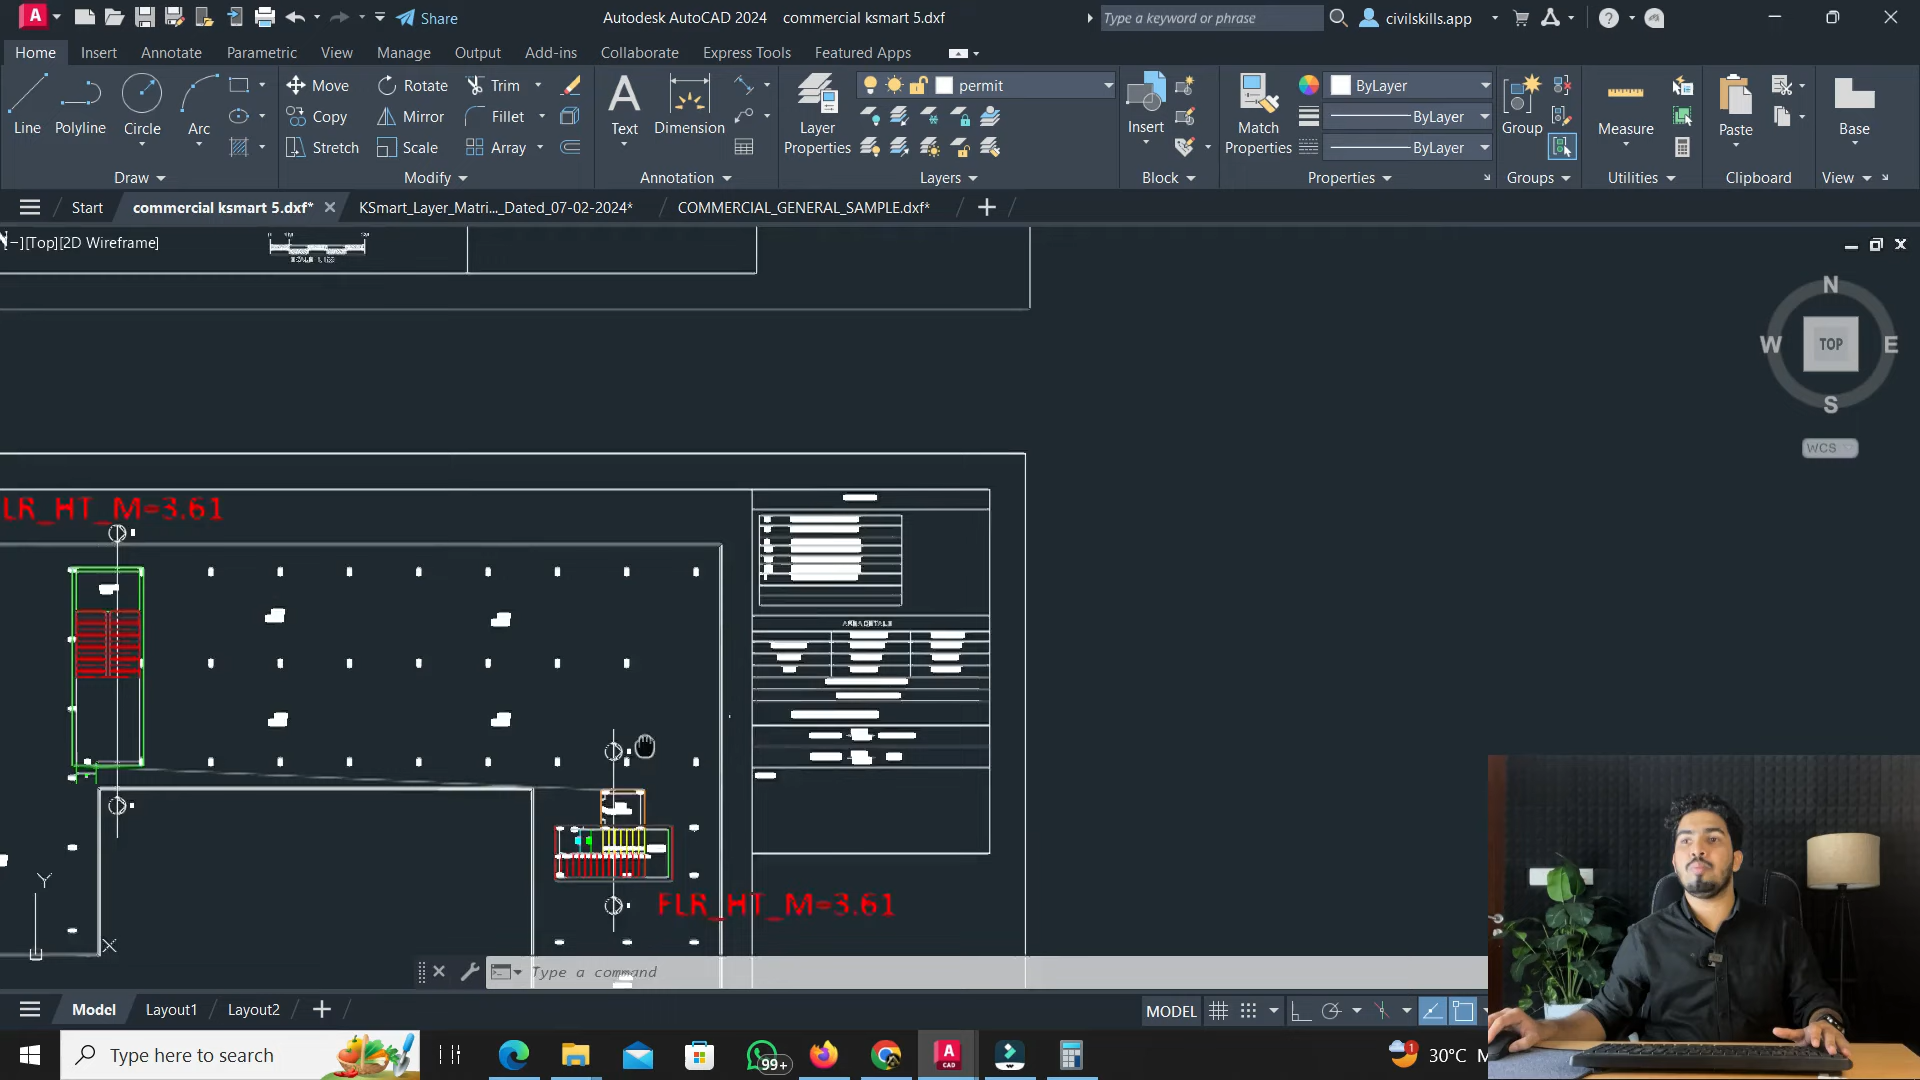 Share
Autodesk AutoCAD 2024 commercial ksmart 5.dxf
Type a keyword or phrase
civilskills.app
Home Insert Annotate Parametric View Manage Output Add-ins Collaborate Express Tools Featured Apps
Line Polyline Circle Arc
Move Rotate Trim
Copy Mirror Fillet
Stretch Scale Array
Text Dimension
Layer Properties
permit
Insert
Match Properties
ByLayer
ByLayer
ByLayer
Group
Measure
Paste
Base
Draw Modify Annotation Layers Block Properties Groups Utilities Clipboard View
Start commercial ksmart 5.dxf* KSmart_Layer_Matri..._Dated_07-02-2024* COMMERCIAL_GENERAL_SAMPLE.dxf*
[-][Top][2D Wireframe]
N
W TOP E
S
WCS
LR_HT_M=3.61
AREA DETAILS
FLR_HT_M=3.61
Y
X
Type a command
Model Layout1 Layout2
MODEL
Type here to search
99+
CAD
1
30°C